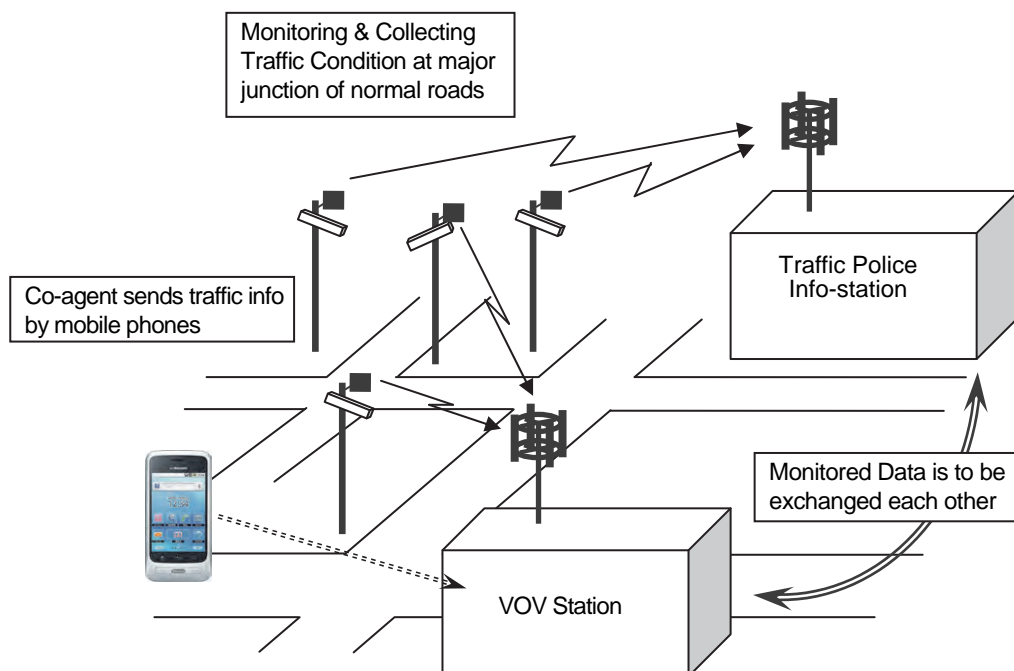 Monitoring & Collecting
Traffic Condition at major
junction of normal roads
Traffic Police
Info-station
Co-agent sends traffic info
by mobile phones
Monitored Data is to be
exchanged each other
VOV Station